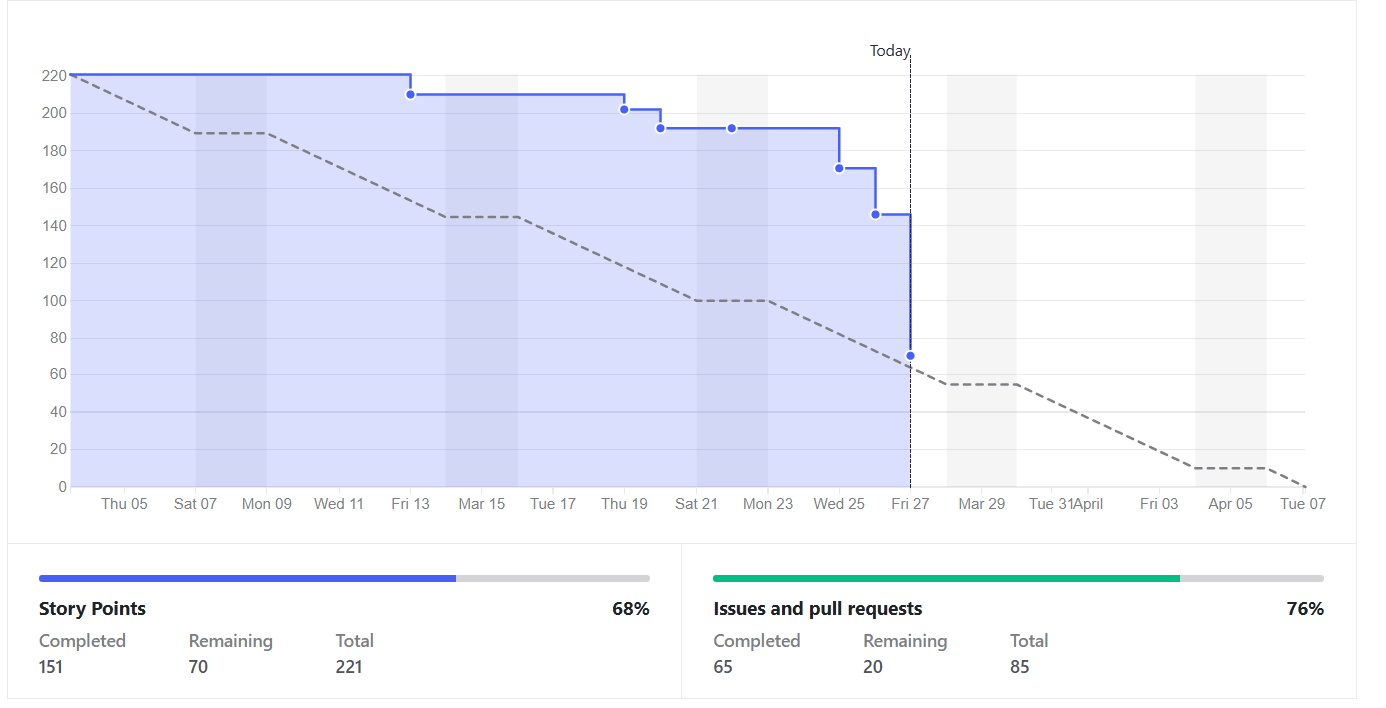 Today
220
200
180
160
140
120
100
80
60
40
20
0
Thu 05 Sat 07 Mon 09 Wed 11 Fri 13 Mar 15 Tue 17 Thu 19 Sat 21 Mon 23 Wed 25 Fri 27 Mar 29 Tue 31 April Fri 03 Apr 05 Tue 07
Story Points 68%
Completed Remaining Total
151 70 221
Issues and pull requests 76%
Completed Remaining Total
65 20 85